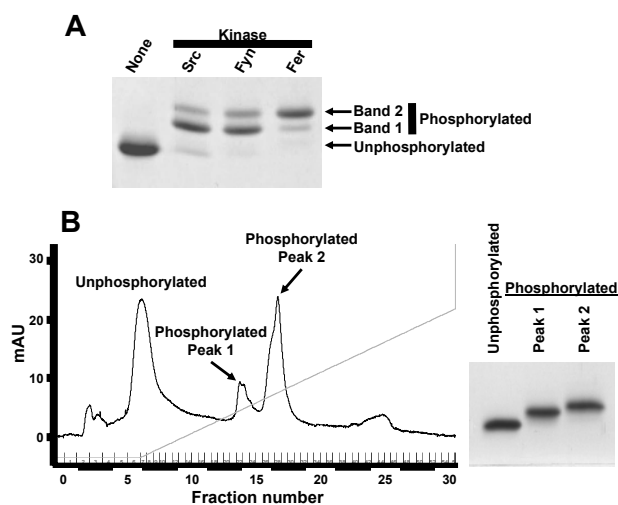 A
Kinase
None
Src
Fyn
Fer
Band 2
Band 1
Phosphorylated
Unphosphorylated
B
30
20
10
0
mAU
Unphosphorylated
Phosphorylated
Peak 1
Phosphorylated
Peak 2
0 5 10 15 20 25 30
Fraction number
Unphosphorylated
Phosphorylated
Peak 1
Peak 2